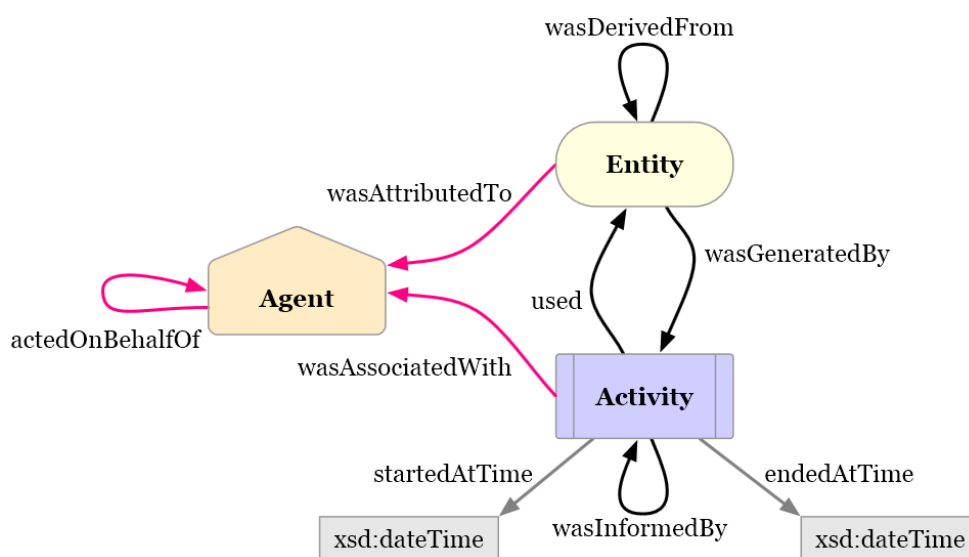 wasDerivedFrom
Entity
wasAttributedTo
wasGeneratedBy
used
Agent
actedOnBehalfOf
wasAssociatedWith
Activity
startedAtTime
endedAtTime
wasInformedBy
xsd:dateTime
xsd:dateTime